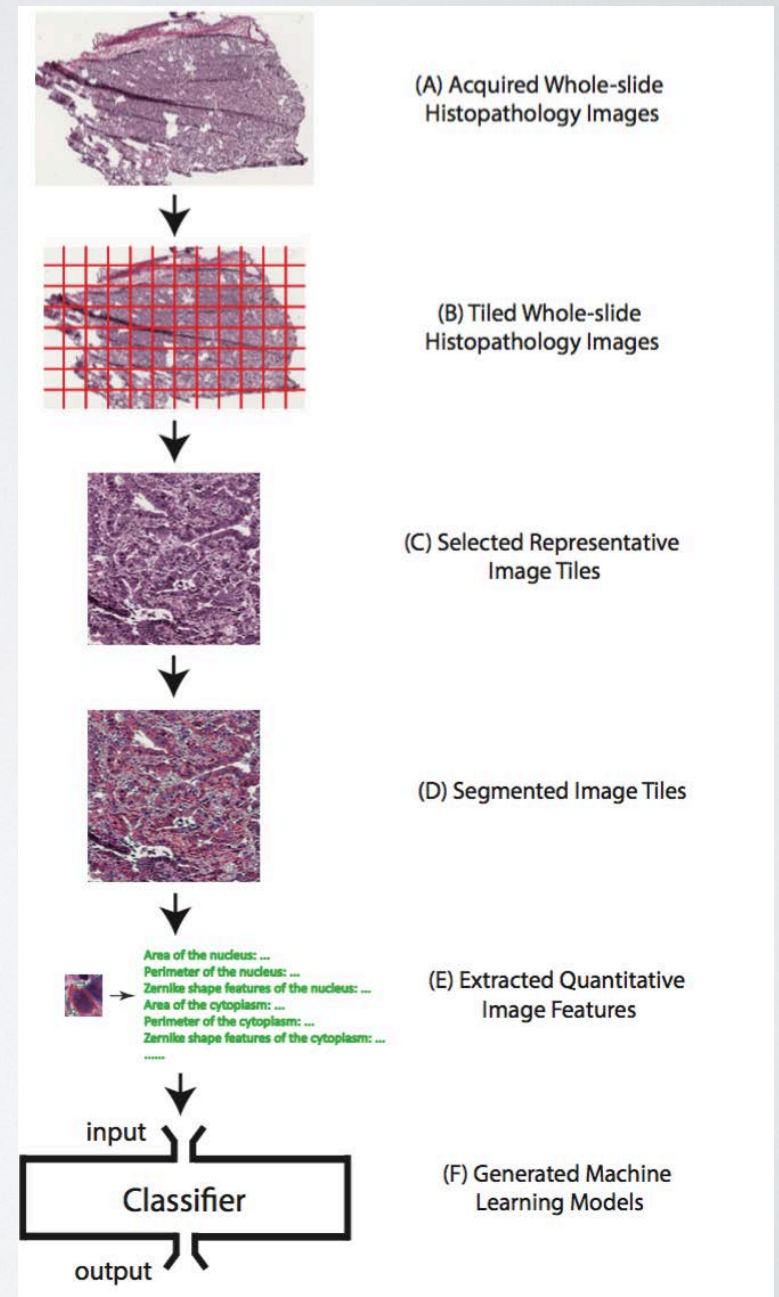 (A) Acquired Whole-slide
Histopathology Images
(B) Tiled Whole-slide
Histopathology Images
(C) Selected Representative
Image Tiles
(D) Segmented Image Tiles
Area of the nucleus: ...
Perimeter of the nucleus: ...
Zernike shape features of the nucleus: ...
Area of the cytoplasm: ...
Perimeter of the cytoplasm: ...
Zernike shape features of the cytoplasm: ...
......
(E) Extracted Quantitative
Image Features
input
Classifier
output
(F) Generated Machine
Learning Models